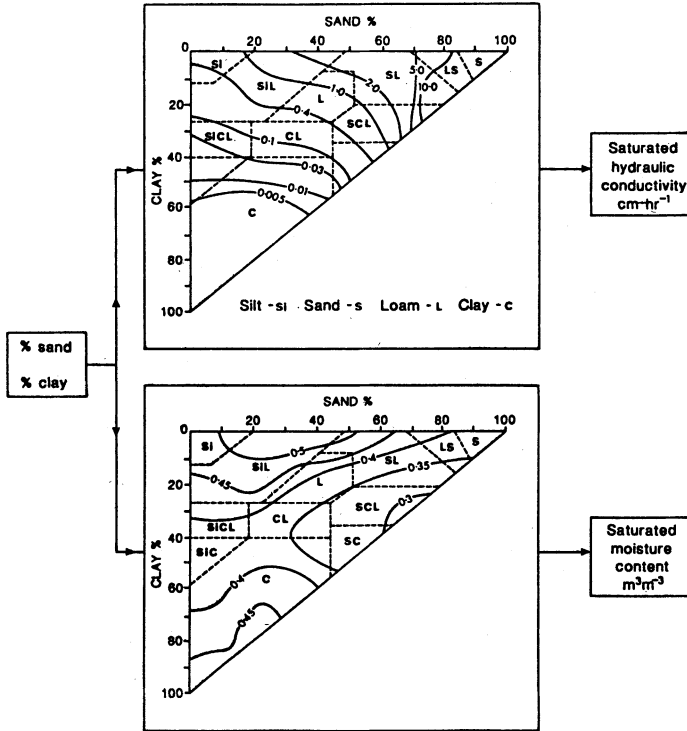 SAND %
0 20 40 60 80 100
SI
SIL
SL
LS
S
5·0
10·0
2·0
1·0
L
0·4
20
SCL
SICL
CL
0·1
40
0·03
0·01
0·005
60
C
80
100
CLAY %
Silt - SI Sand - S Loam - L Clay - C
Saturated
hydraulic
conductivity
cm-hr⁻¹
% sand
% clay
SAND %
0 20 40 60 80 100
0
SI
SIL
0·5
LS
S
SL
0·4
0·35
0·45
L
20
SCL
0·3
SICL
CL
SIC
SC
40
60
0·4
C
0·45
80
100
CLAY %
Saturated
moisture
content
m³m⁻³